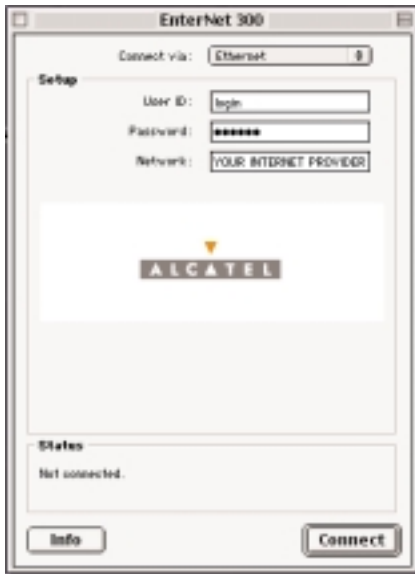 EnterNet 300
Connect via: Ethernet
Setup
User ID: login
Password: ••••••
Network: YOUR INTERNET PROVIDER
ALCATEL
Status
Not connected.
Info
Connect